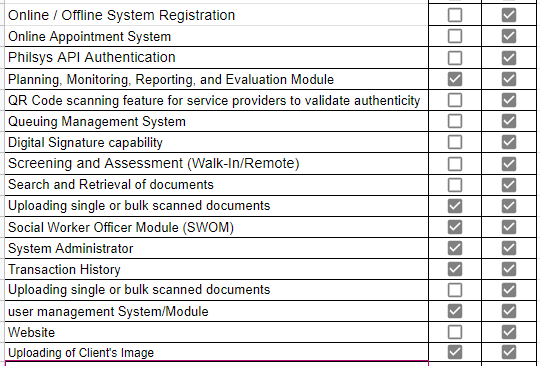 Online / Offline System Registration
Online Appointment System
Philsys API Authentication
Planning, Monitoring, Reporting, and Evaluation Module
QR Code scanning feature for service providers to validate authenticity
Queuing Management System
Digital Signature capability
Screening and Assessment (Walk-In/Remote)
Search and Retrieval of documents
Uploading single or bulk scanned documents
Social Worker Officer Module (SWOM)
System Administrator
Transaction History
Uploading single or bulk scanned documents
user management System/Module
Website
Uploading of Client's Image